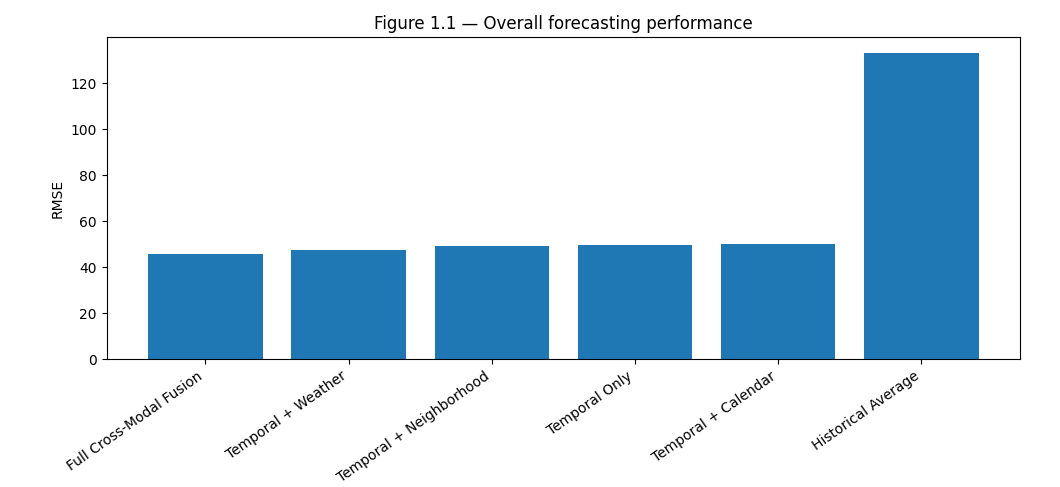 Figure 1.1 — Overall forecasting performance
RMSE
120
100
80
60
40
20
0
Full Cross-Modal Fusion
Temporal + Weather
Temporal + Neighborhood
Temporal Only
Temporal + Calendar
Historical Average